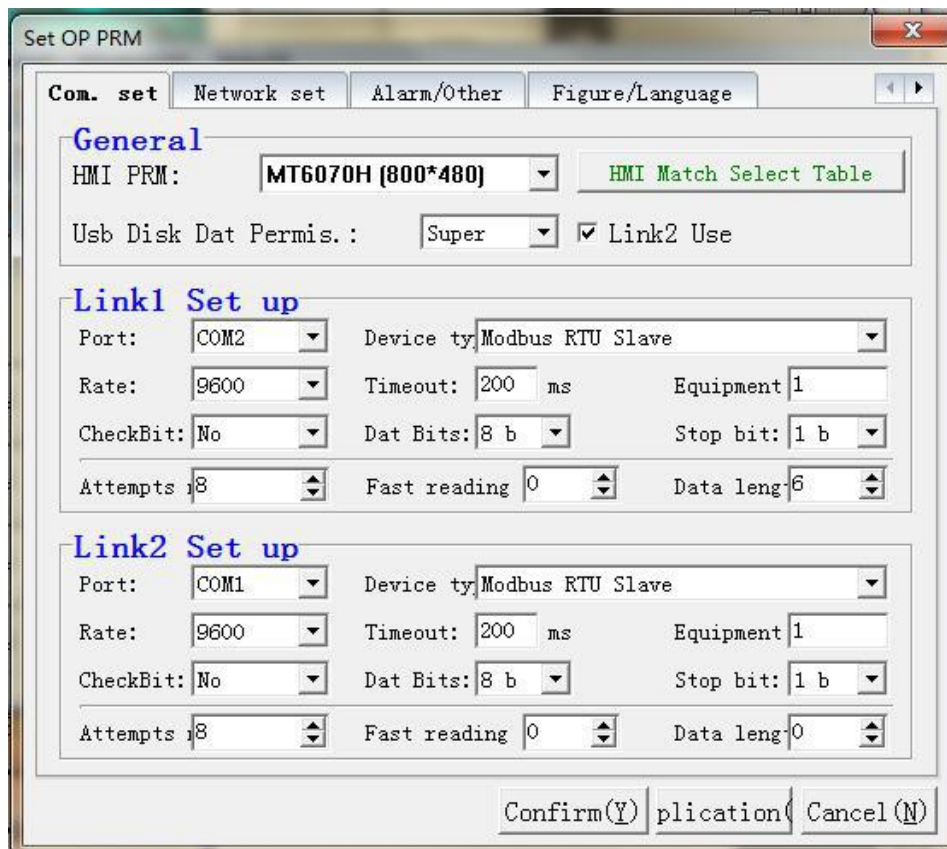 Set OP PRM
Com. set Network set Alarm/Other Figure/Language
General
HMI PRM: MT6070H (800*480) HMI Match Select Table
Usb Disk Dat Permis.: Super Link2 Use
Link1 Set up
Port: COM2 Device ty Modbus RTU Slave
Rate: 9600 Timeout: 200 ms Equipment 1
CheckBit: No Dat Bits: 8 b Stop bit: 1 b
Attempts 8 Fast reading 0 Data leng 6
Link2 Set up
Port: COM1 Device ty Modbus RTU Slave
Rate: 9600 Timeout: 200 ms Equipment 1
CheckBit: No Dat Bits: 8 b Stop bit: 1 b
Attempts 8 Fast reading 0 Data leng 0
Confirm(Y) plication( Cancel(N)